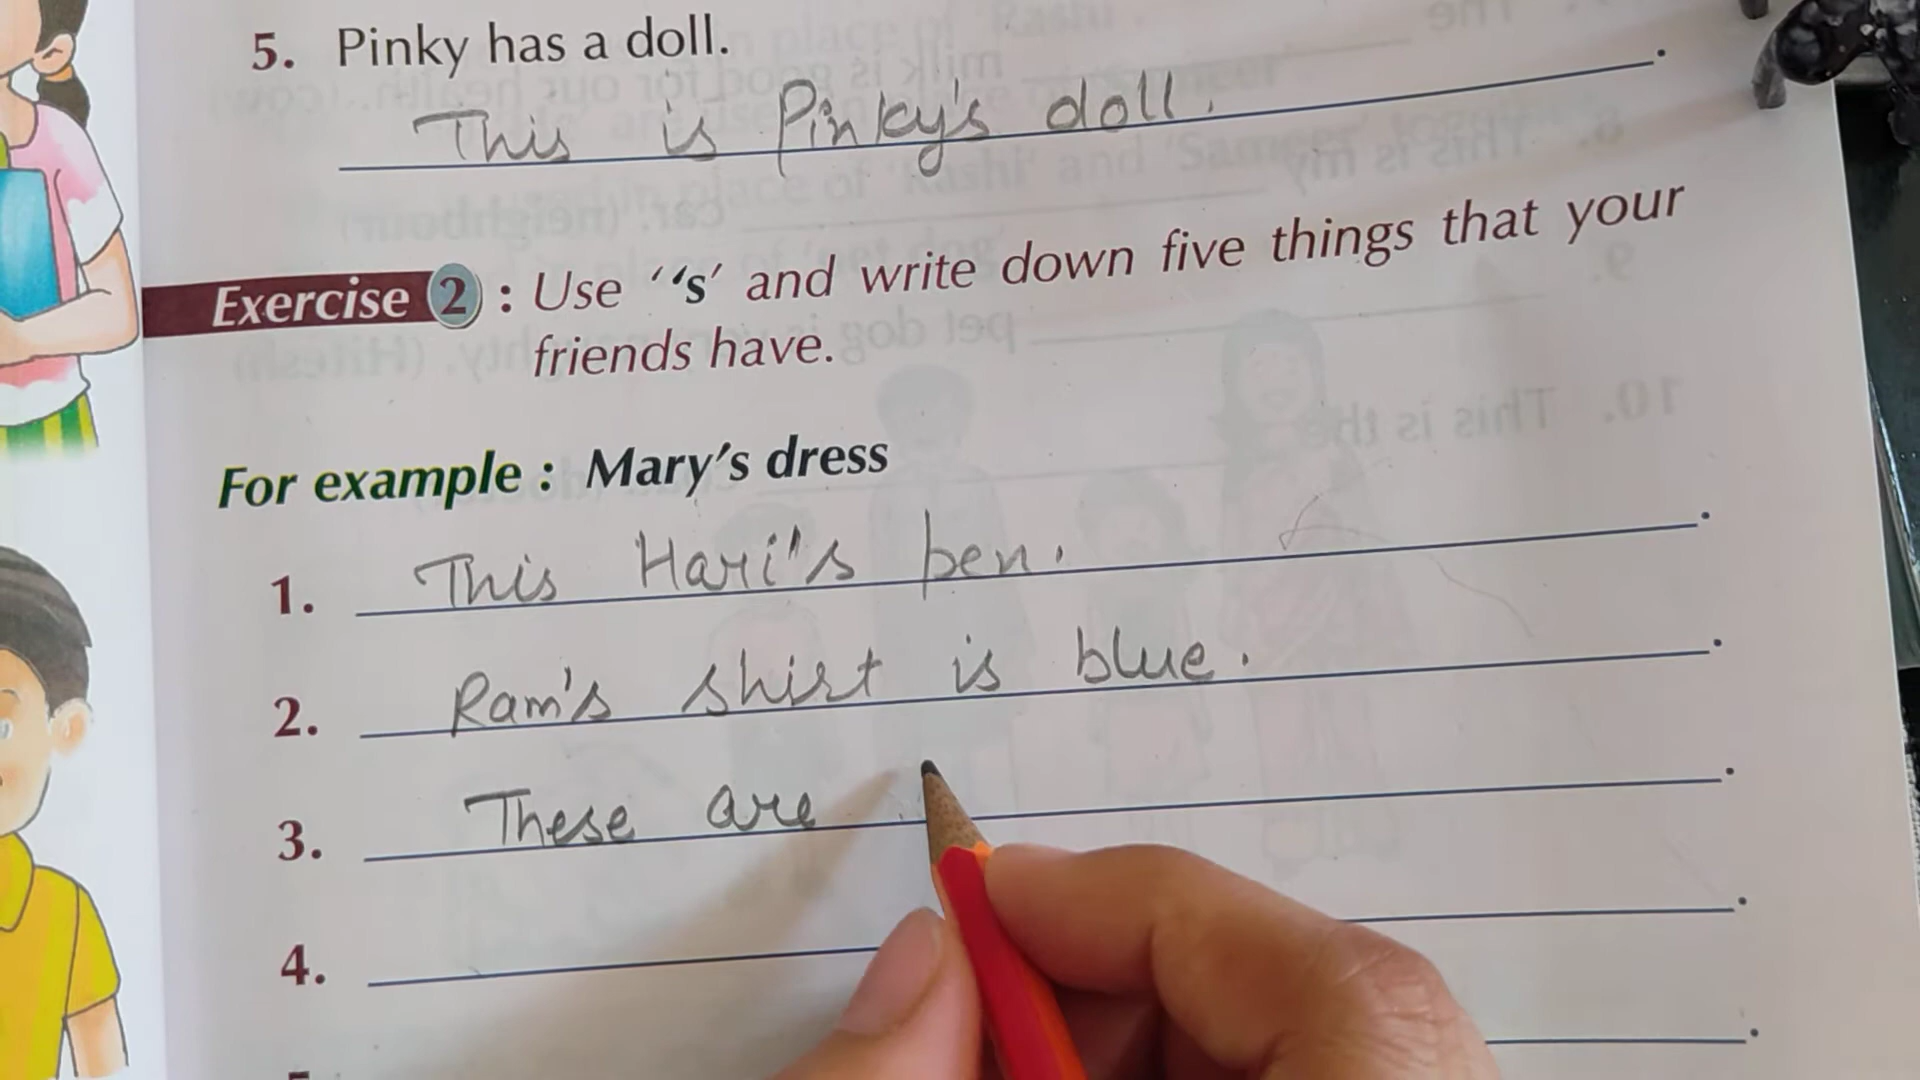 5. Pinky has a doll.
This is Pinky's doll.
Exercise 2 : Use ''s' and write down five things that your
friends have.
For example : Mary's dress
1. This Hari's pen.
2. Ram's shirt is blue.
3. These are
4.